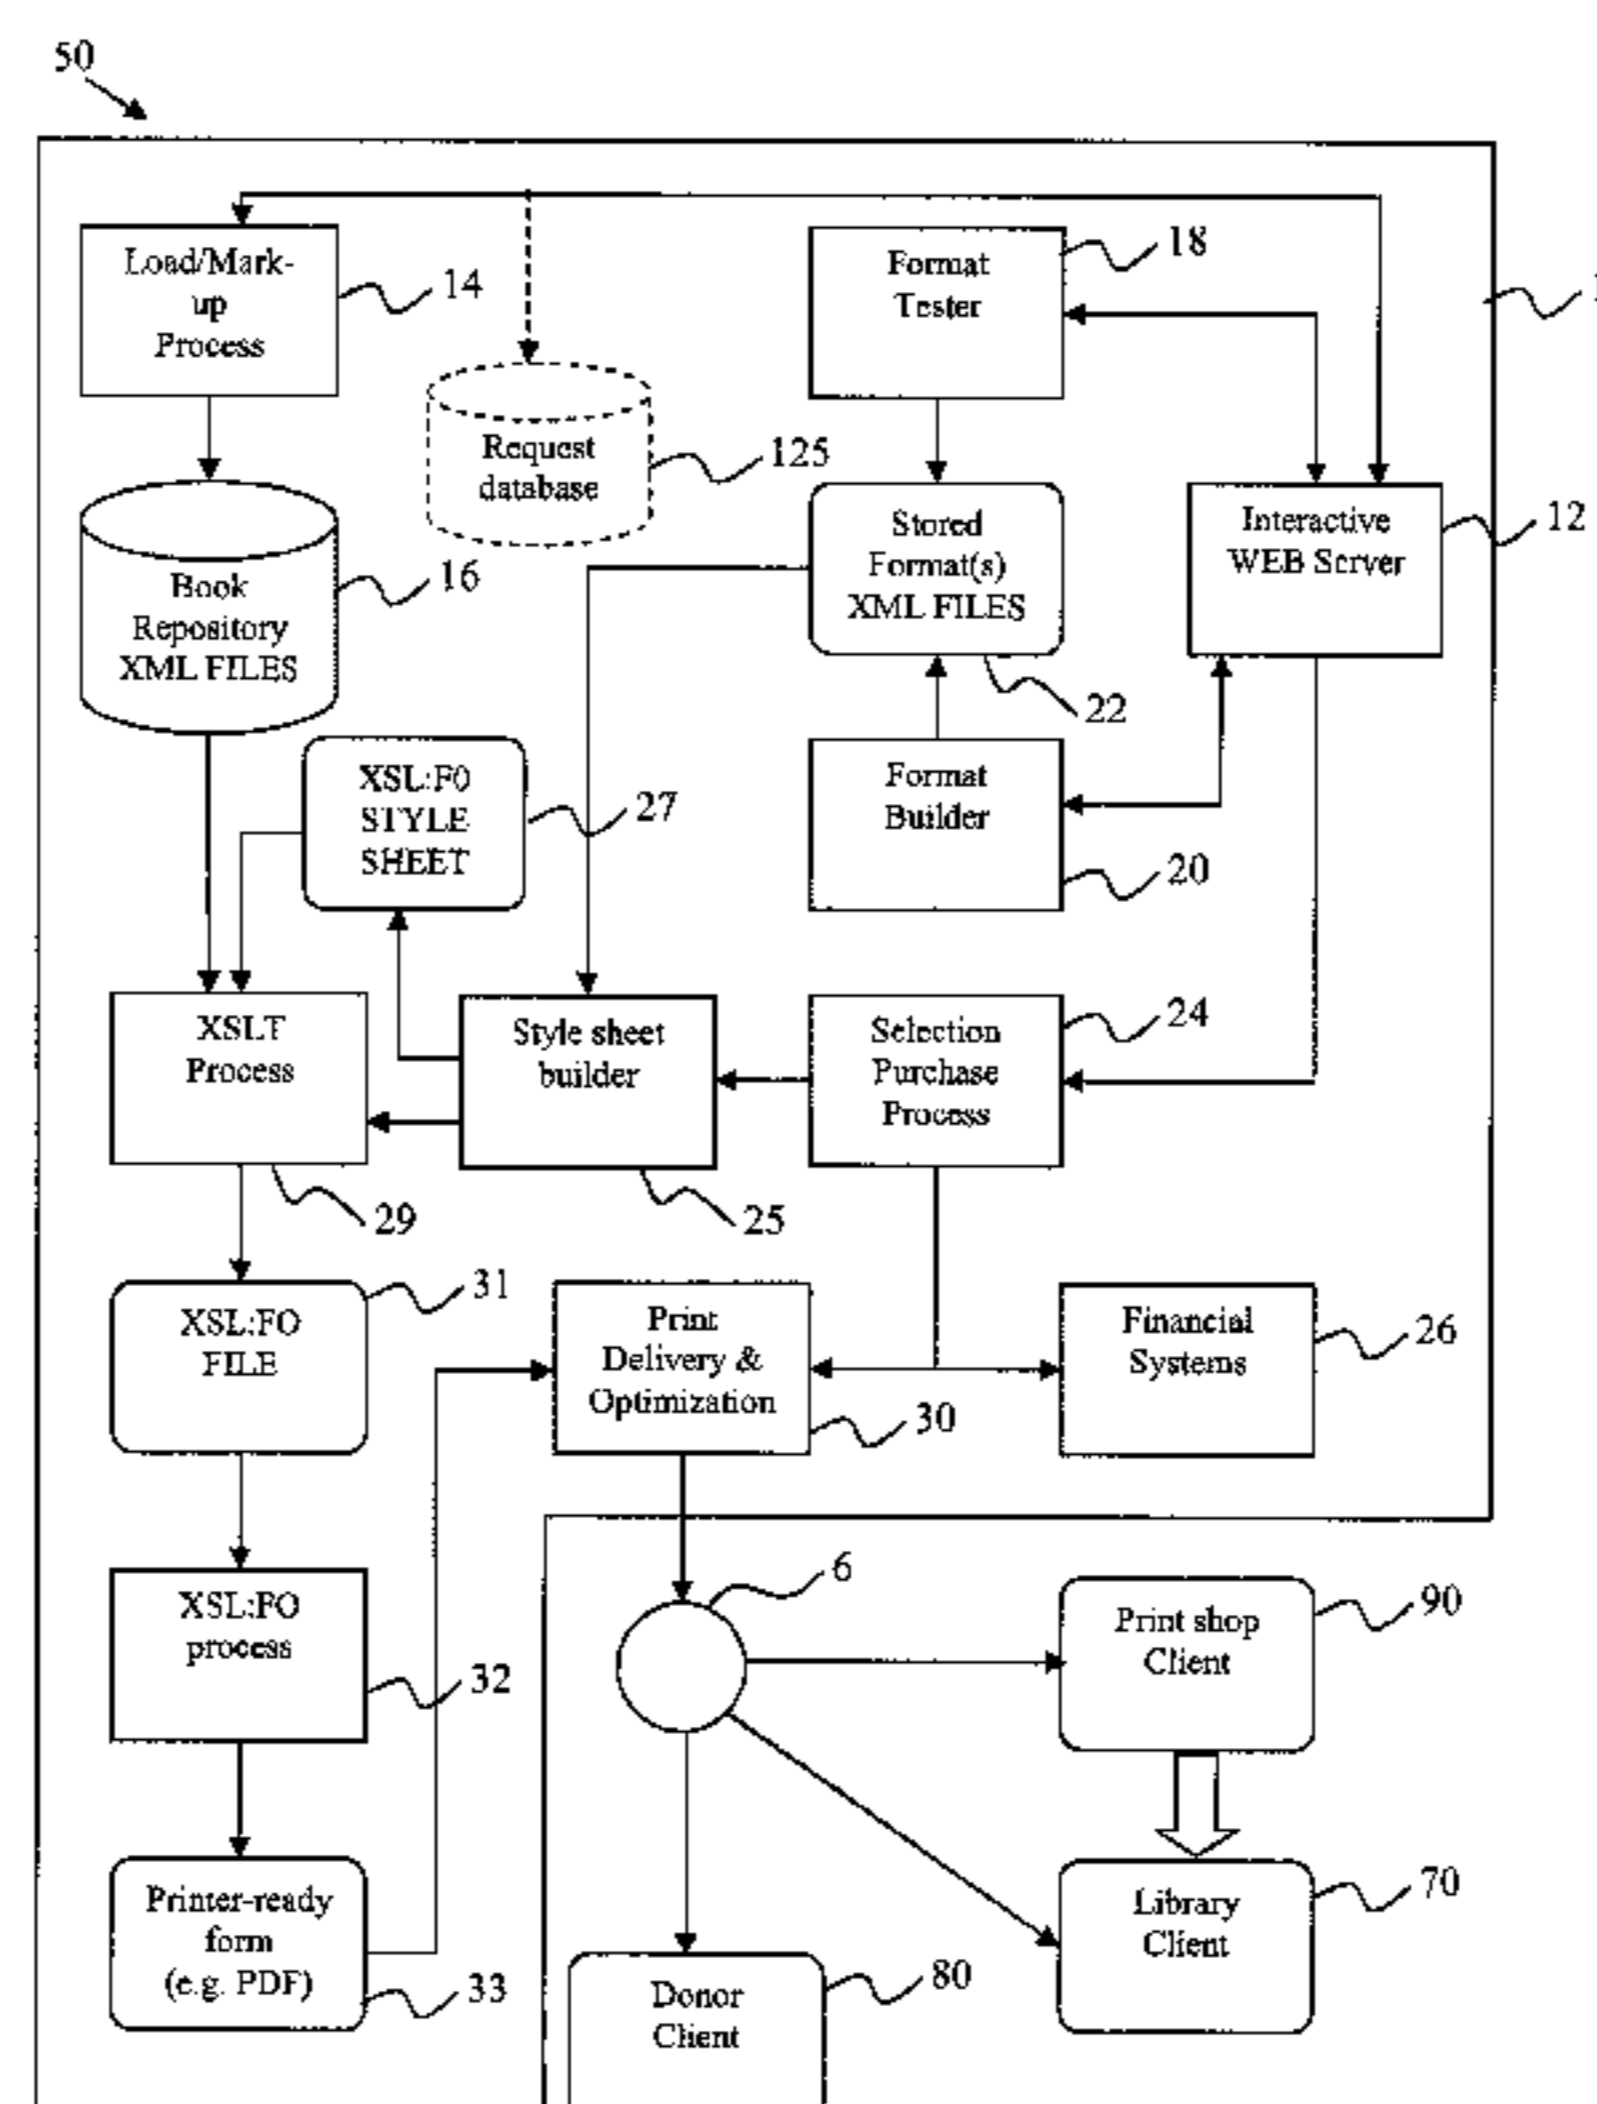 50
Load/Mark-
up
Process
14
Format
Tester
18
Request
database
125
Book
Repository
XML FILES
16
Stored
Format(s)
XML FILES
22
Interactive
WEB Server
12
XSL:F0
STYLE
SHEET
27
Format
Builder
20
XSLT
Process
29
Style sheet
builder
25
Selection
Purchase
Process
24
XSL:FO
FILE
31
Print
Delivery &
Optimization
30
Financial
Systems
26
XSL:FO
process
32
6
Print shop
Client
90
Printer-ready
form
(e.g. PDF)
33
Donor
Client
80
Library
Client
70